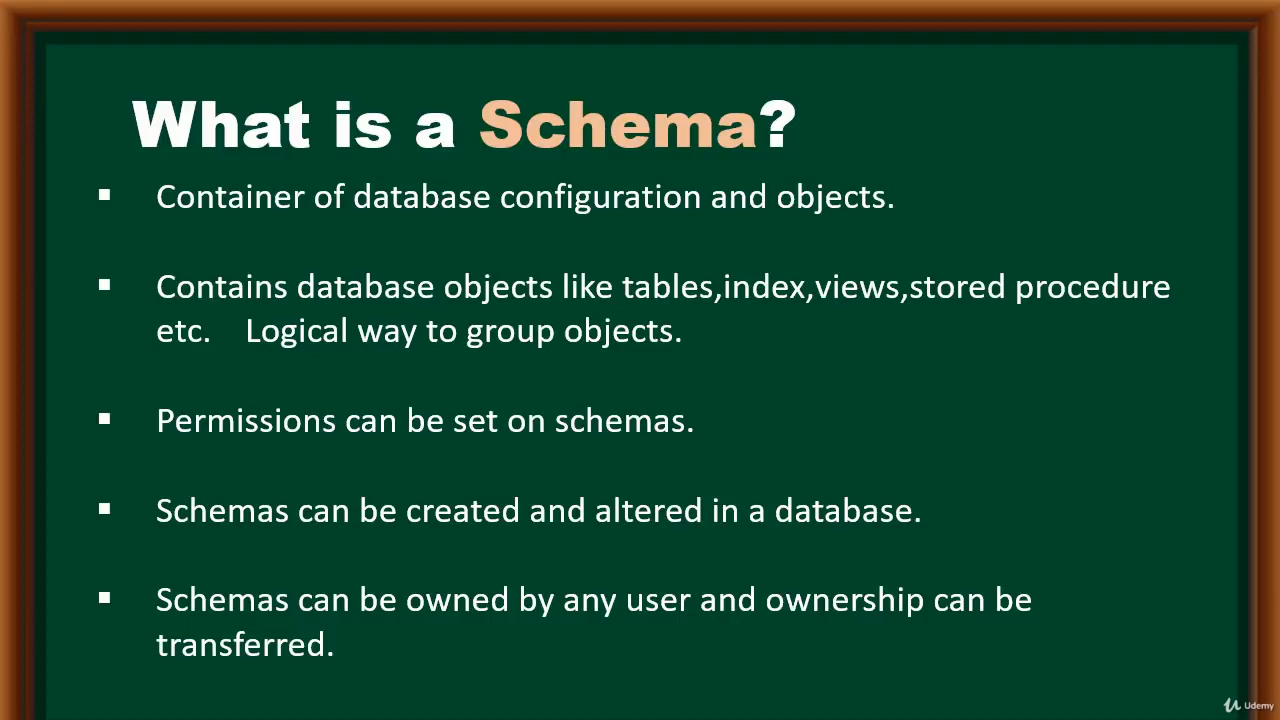 What is a Schema?
▪ Container of database configuration and objects.
▪ Contains database objects like tables,index,views,stored procedure
etc. Logical way to group objects.
▪ Permissions can be set on schemas.
▪ Schemas can be created and altered in a database.
▪ Schemas can be owned by any user and ownership can be
transferred.
Udemy